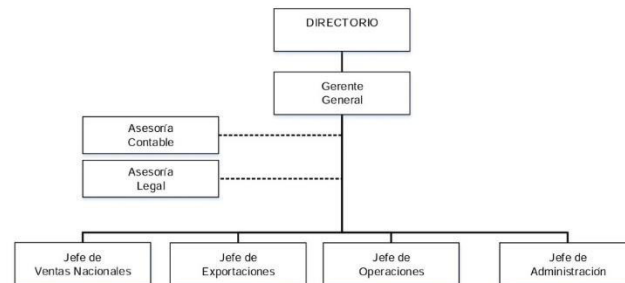 DIRECTORIO
Gerente
General
Asesoría
Contable
Asesoría
Legal
Jefe de
Ventas Nacionales
Jefe de
Exportaciones
Jefe de
Operaciones
Jefe de
Administración